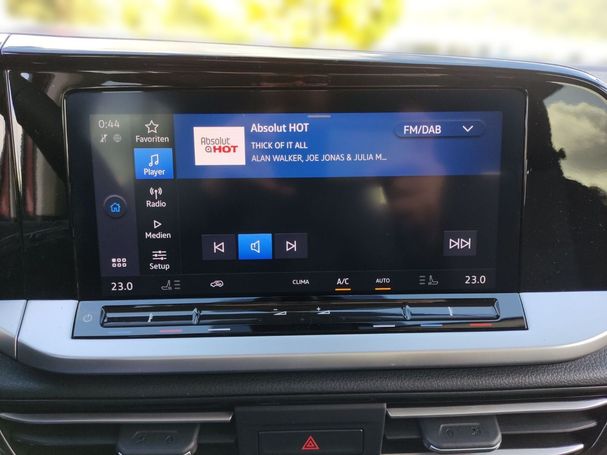 0:44
Favoriten
Absolut HOT
FM/DAB
Absolut
HOT
THICK OF IT ALL
ALAN WALKER, JOE JONAS & JULIA M...
Player
Radio
Medien
Setup
23.0
CLIMA
A/C
AUTO
23.0
- +